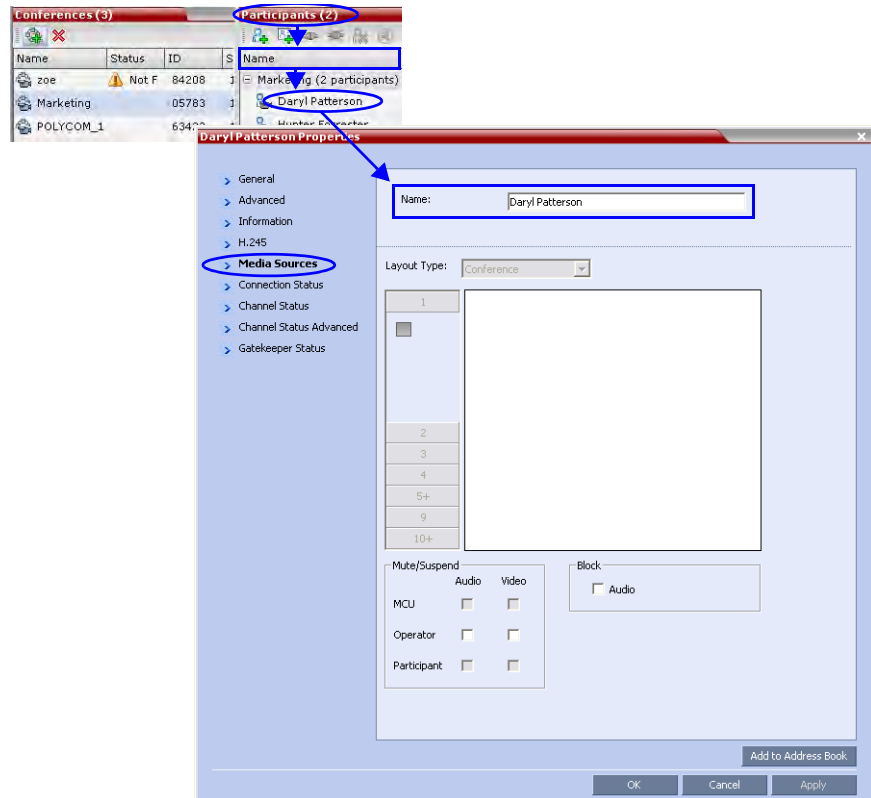 Conferences (3)
Participants (2)
Name Status ID S
Name
zoe Not F 84208 1
Marketing (2 participants)
Marketing 05783 1
Daryl Patterson
POLYCOM_1
Hunter Forrester
Daryl Patterson Properties
General
Advanced
Information
H.245
Media Sources
Connection Status
Channel Status
Channel Status Advanced
Gatekeeper Status
Name: Daryl Patterson
Layout Type: Conference
1
2
3
4
5+
9
10+
Mute/Suspend
Audio Video
MCU
Operator
Participant
Block
Audio
Add to Address Book
OK Cancel Apply